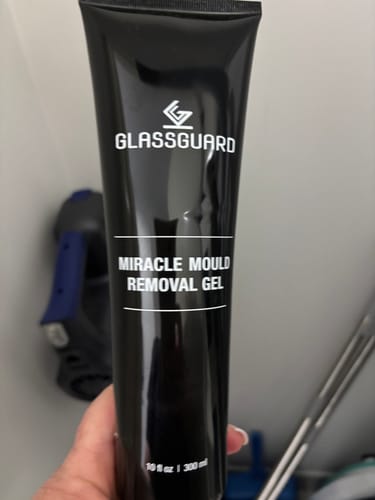 GLASSGUARD
MIRACLE MOULD
REMOVAL GEL
10 fl oz | 300 ml